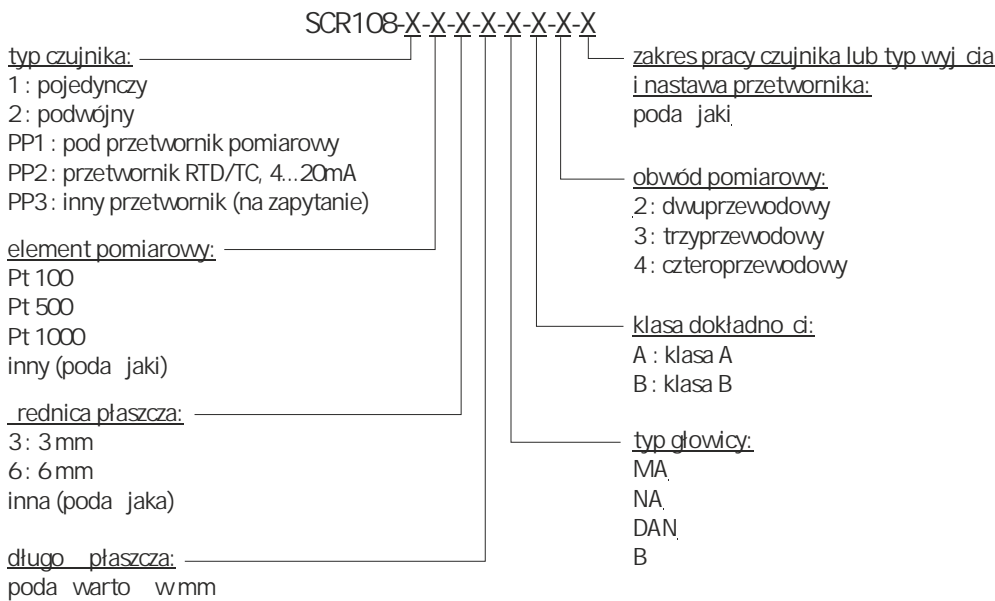 SCR108-X-X-X-X-X-X-X-X
typ czujnika:
1 : pojedynczy
2 : podwójny
PP1 : pod przetwornik pomiarowy
PP2 : przetwornik RTD/TC, 4...20mA
PP3 : inny przetwornik (na zapytanie)
element pomiarowy:
Pt 100
Pt 500
Pt 1000
inny (poda jaki)
rednica płaszcza:
3 : 3 mm
6 : 6 mm
inna (poda jaka)
długo płaszcza:
poda warto w mm
zakres pracy czujnika lub typ wyj cia
i nastawa przetwornika:
poda jaki
obwód pomiarowy:
2 : dwuprzewodowy
3 : trzyprzewodowy
4 : czteroprzewodowy
klasa dokładno ci:
A : klasa A
B : klasa B
typ głowicy:
MA
NA
DAN
B